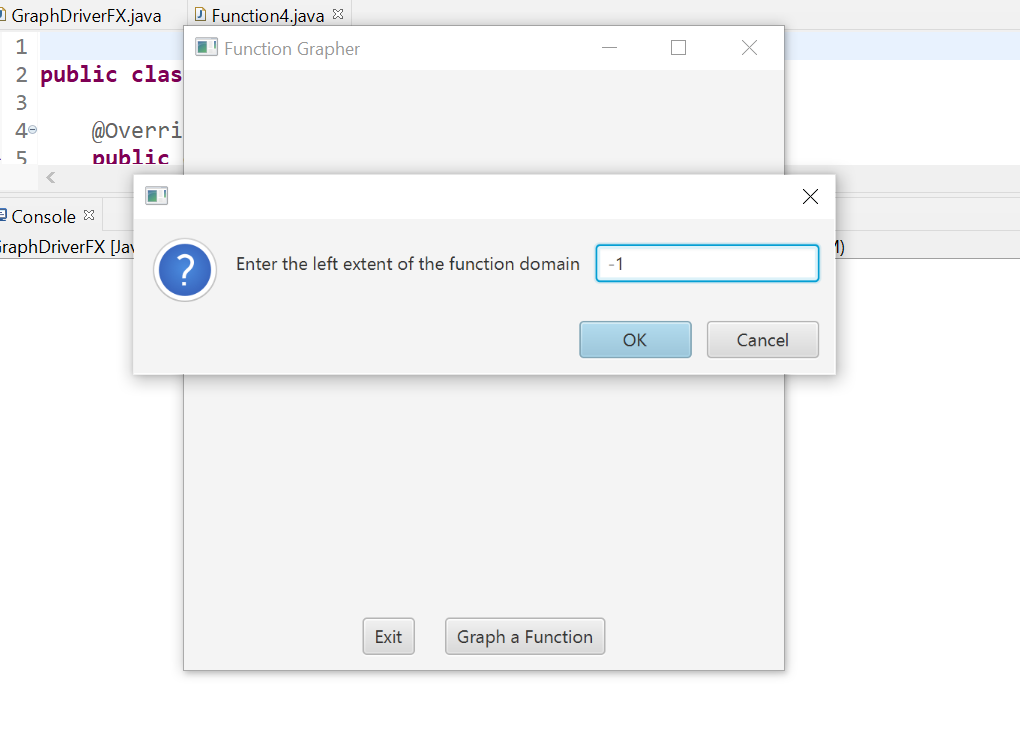 GraphDriverFX.java
Function4.java
Function Grapher
1
2 public clas
3
4 @Overri
5 public
Console
GraphDriverFX [Jav
M)
?
Enter the left extent of the function domain
-1
OK
Cancel
Exit
Graph a Function